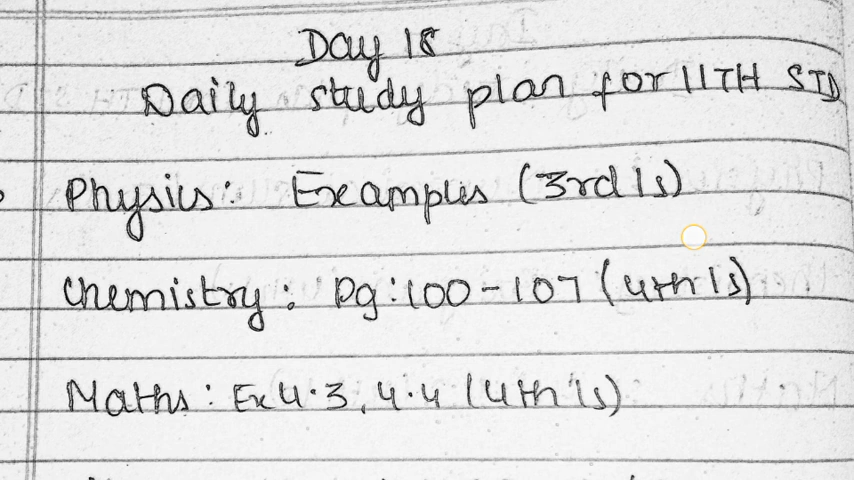 Day 18
Daily study plan for 11TH STD
Physics: Examples (3rd ls)
Chemistry: Pg:100-107 (4th ls)
Maths: Ex 4.3, 4.4 (4th ls)